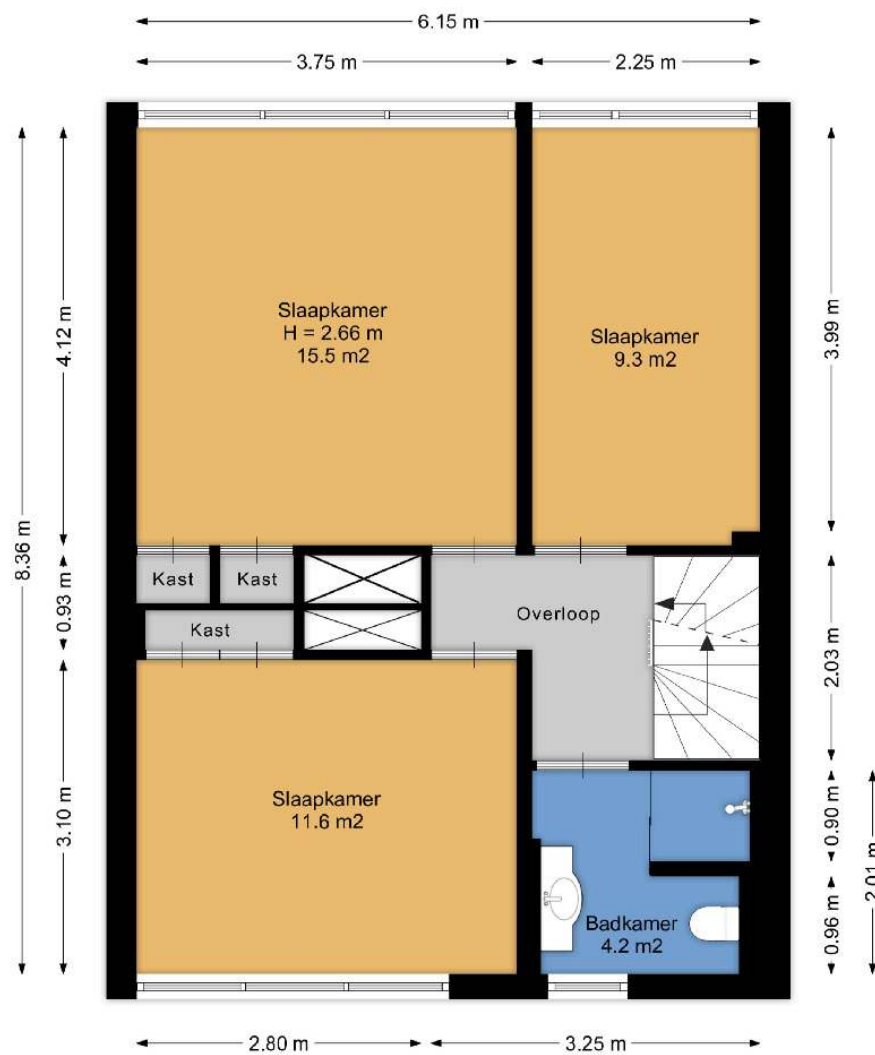 6.15 m
3.75 m
2.25 m
8.36 m
4.12 m
3.99 m
Slaapkamer
H = 2.66 m
15.5 m2
Slaapkamer
9.3 m2
0.93 m
Kast
Kast
Kast
Overloop
2.03 m
3.10 m
Slaapkamer
11.6 m2
0.90 m
2.01 m
0.96 m
Badkamer
4.2 m2
2.80 m
3.25 m